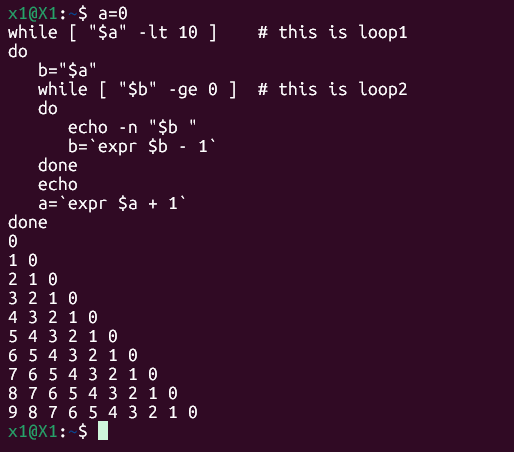 x1@X1:~$ a=0
while [ "$a" -lt 10 ]    # this is loop1
do
   b="$a"
   while [ "$b" -ge 0 ]  # this is loop2
   do
      echo -n "$b "
      b=`expr $b - 1`
   done
   echo
   a=`expr $a + 1`
done
0
1 0
2 1 0
3 2 1 0
4 3 2 1 0
5 4 3 2 1 0
6 5 4 3 2 1 0
7 6 5 4 3 2 1 0
8 7 6 5 4 3 2 1 0
9 8 7 6 5 4 3 2 1 0
x1@X1:~$